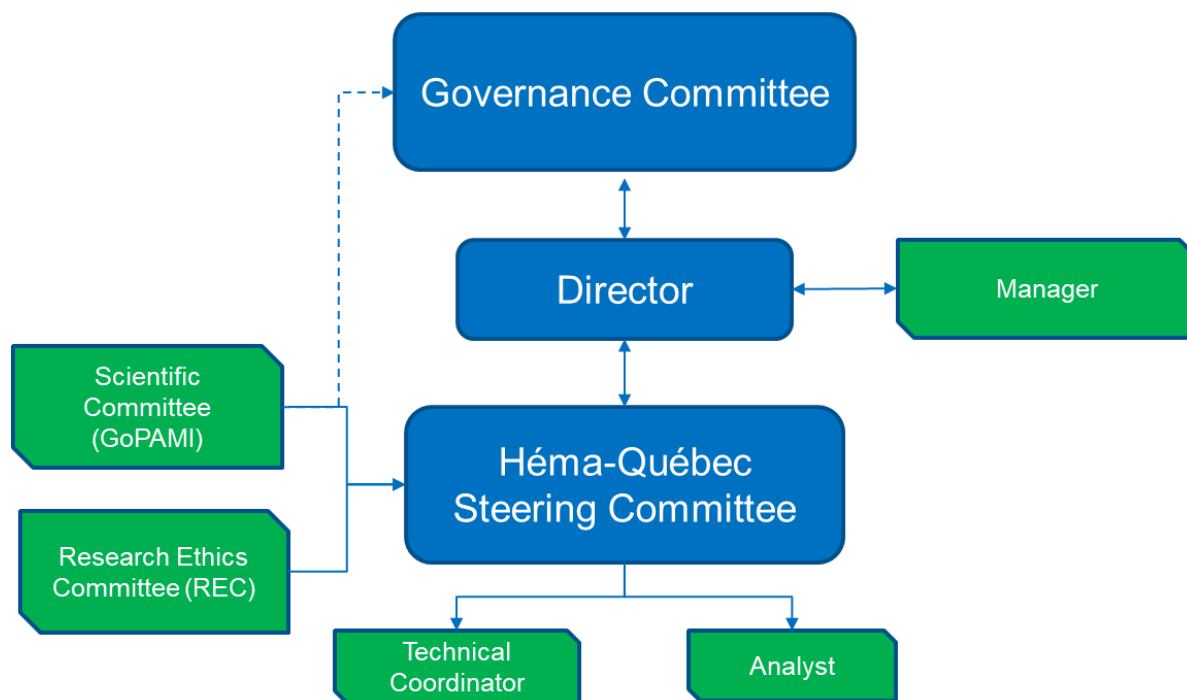 Governance Committee
Director
Manager
Scientific
Committee
(GoPAMI)
Héma-Québec
Steering Committee
Research Ethics
Committee (REC)
Technical
Coordinator
Analyst